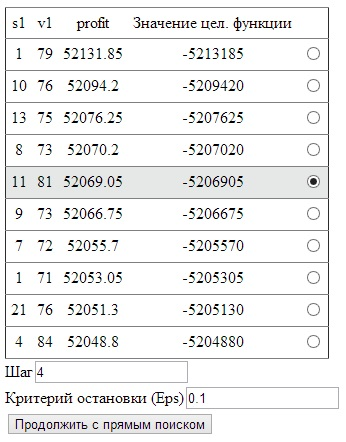 s1 v1 profit Значение цел. функции
1 79 52131.85 -5213185
10 76 52094.2 -5209420
13 75 52076.25 -5207625
8 73 52070.2 -5207020
11 81 52069.05 -5206905
9 73 52066.75 -5206675
7 72 52055.7 -5205570
1 71 52053.05 -5205305
21 76 52051.3 -5205130
4 84 52048.8 -5204880
Шаг 4
Критерий остановки (Eps) 0.1
Продолжить с прямым поиском